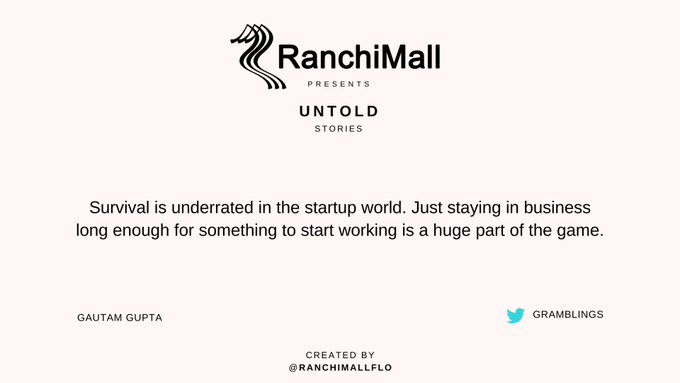 RanchiMall
PRESENTS
UNTOLD
STORIES
Survival is underrated in the startup world. Just staying in business
long enough for something to start working is a huge part of the game.
GAUTAM GUPTA
GRAMBLINGS
CREATED BY
@RANCHIMALLFLO